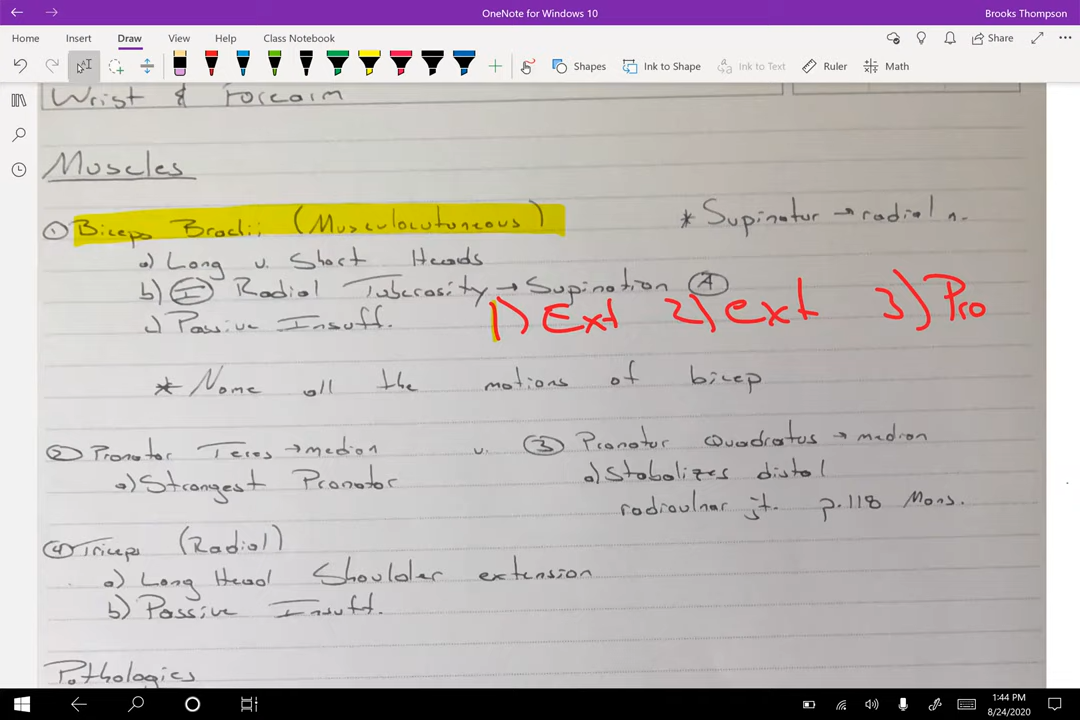 OneNote for Windows 10
Brooks Thompson
Home Insert Draw View Help Class Notebook
Share
Shapes Ink to Shape Ink to Text Ruler Math
Wrist & Forearm
Muscles
① Biceps Brachii (Musculocutaneous)
* Supinator → radial n.
a) Long v. Short Heads
b) Ⓘ Radial Tuberosity → Supination Ⓐ
c) Passive Insuff.
1) Ext 2) ext 3) Pro
* Name all the motions of bicep
② Pronator Teres → median v. ③ Pronator Quadratus → median
a) Strongest Pronator
a) Stabalizes distal
radioulnar jt. p.118 Mans.
④ Triceps (Radial)
a) Long Head Shoulder extension
b) Passive Insuff.
Pathologies
1:44 PM
8/24/2020